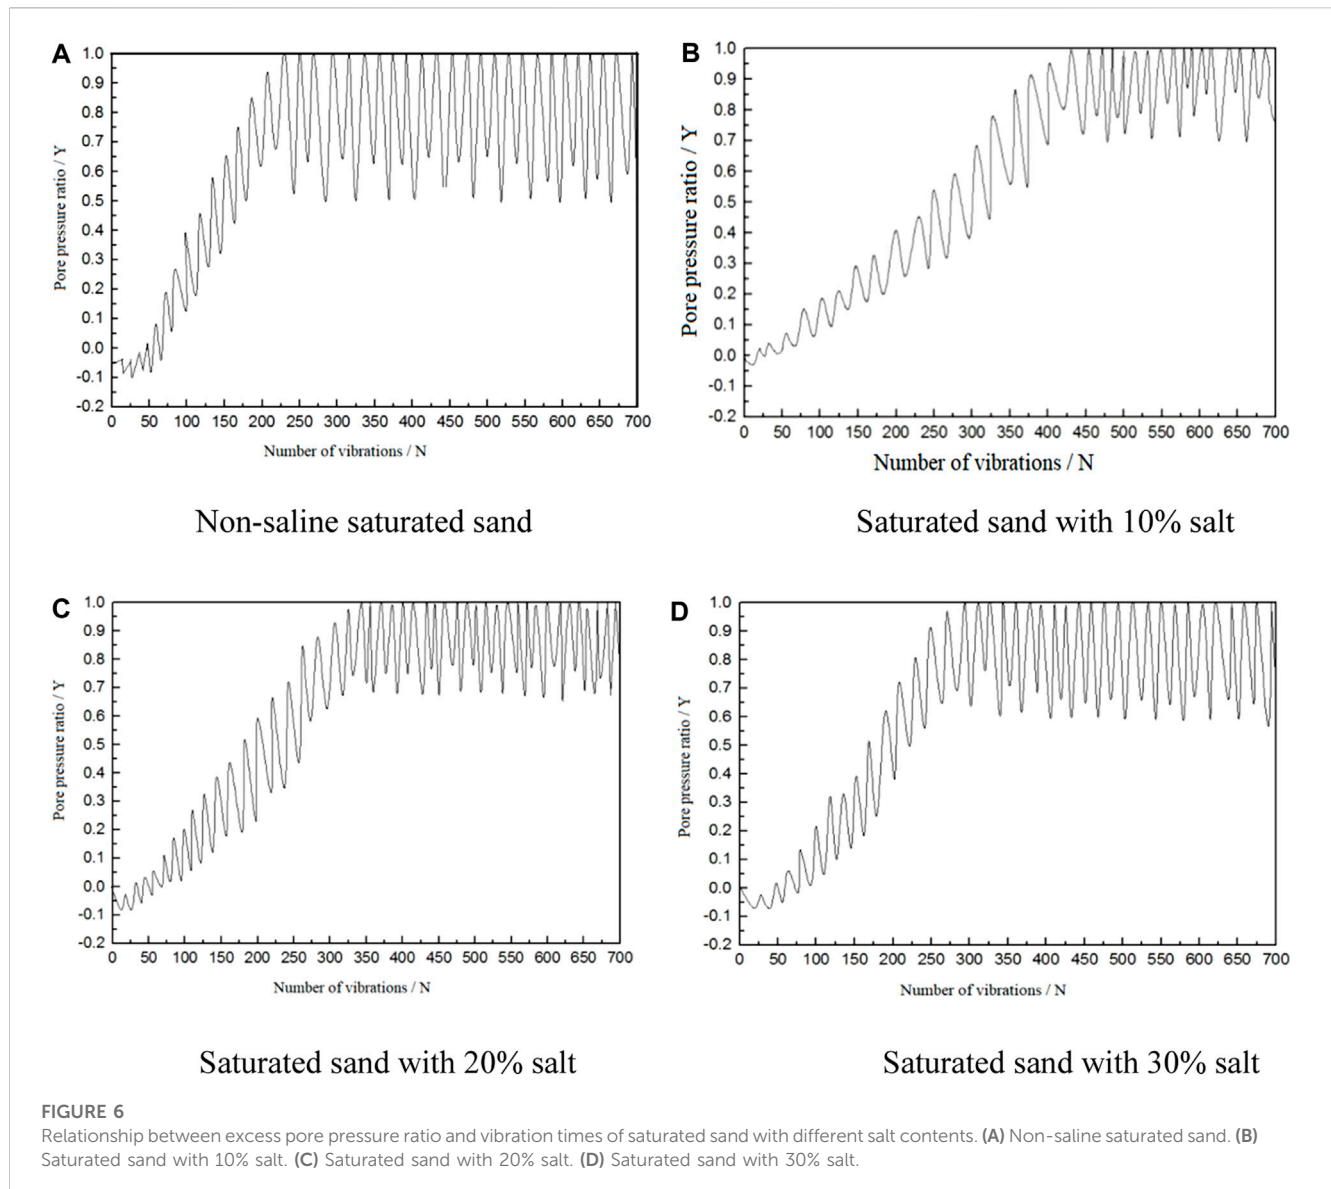 A
1.0
0.9
0.8
0.7
0.6
0.5
0.4
0.3
0.2
0.1
0.0
-0.1
-0.2
Pore pressure ratio / Y
0 50 100 150 200 250 300 350 400 450 500 550 600 650 700
Number of vibrations / N
Non-saline saturated sand
B
1.0
0.9
0.8
0.7
0.6
0.5
0.4
0.3
0.2
0.1
0.0
-0.1
-0.2
Pore pressure ratio / Y
0 50 100 150 200 250 300 350 400 450 500 550 600 650 700
Number of vibrations / N
Saturated sand with 10% salt
C
1.0
0.9
0.8
0.7
0.6
0.5
0.4
0.3
0.2
0.1
0.0
-0.1
-0.2
Pore pressure ratio / Y
0 50 100 150 200 250 300 350 400 450 500 550 600 650 700
Number of vibrations / N
Saturated sand with 20% salt
D
1.0
0.9
0.8
0.7
0.6
0.5
0.4
0.3
0.2
0.1
0.0
-0.1
-0.2
Pore pressure ratio / Y
0 50 100 150 200 250 300 350 400 450 500 550 600 650 700
Number of vibrations / N
Saturated sand with 30% salt
FIGURE 6
Relationship between excess pore pressure ratio and vibration times of saturated sand with different salt contents. (A) Non-saline saturated sand. (B)
Saturated sand with 10% salt. (C) Saturated sand with 20% salt. (D) Saturated sand with 30% salt.